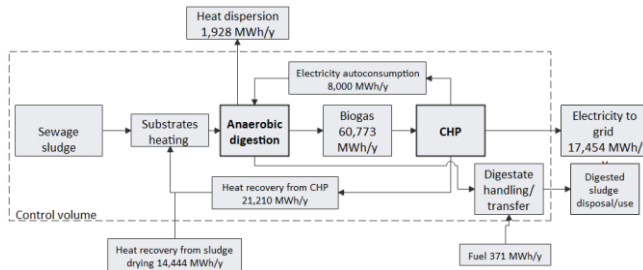 Heat dispersion
1,928 MWh/y
Electricity autoconsumption
8,000 MWh/y
Sewage
sludge
Substrates
heating
Anaerobic
digestion
Biogas
60,773
MWh/y
CHP
Electricity to
grid
17,454 MWh/
Heat recovery from CHP
21,210 MWh/y
Digestate
handling/
transfer
Digested
sludge
disposal/use
Control volume
Heat recovery from sludge
drying 14,444 MWh/y
Fuel 371 MWh/y